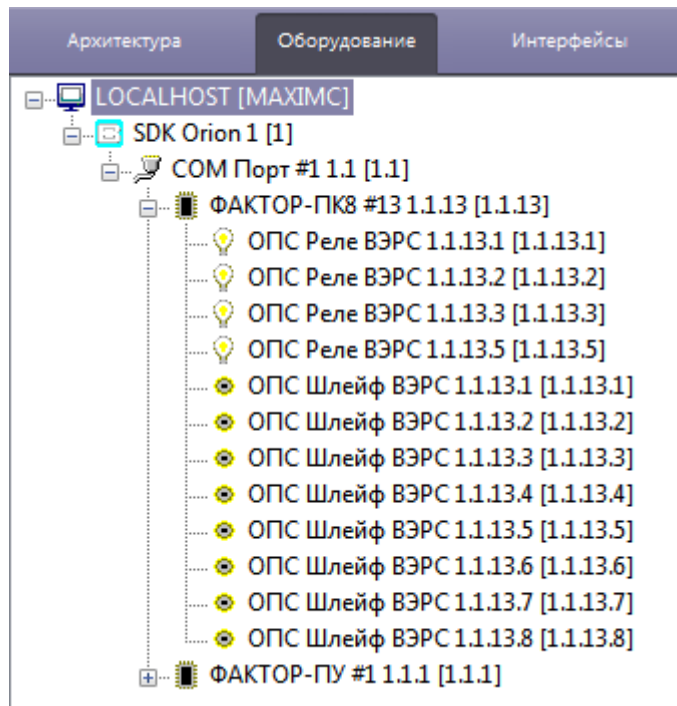 Архитектура Оборудование Интерфейсы
LOCALHOST [MAXIMC]
SDK Orion 1 [1]
COM Порт #1 1.1 [1.1]
ФАКТОР-ПК8 #13 1.1.13 [1.1.13]
ОПС Реле ВЭРС 1.1.13.1 [1.1.13.1]
ОПС Реле ВЭРС 1.1.13.2 [1.1.13.2]
ОПС Реле ВЭРС 1.1.13.3 [1.1.13.3]
ОПС Реле ВЭРС 1.1.13.5 [1.1.13.5]
ОПС Шлейф ВЭРС 1.1.13.1 [1.1.13.1]
ОПС Шлейф ВЭРС 1.1.13.2 [1.1.13.2]
ОПС Шлейф ВЭРС 1.1.13.3 [1.1.13.3]
ОПС Шлейф ВЭРС 1.1.13.4 [1.1.13.4]
ОПС Шлейф ВЭРС 1.1.13.5 [1.1.13.5]
ОПС Шлейф ВЭРС 1.1.13.6 [1.1.13.6]
ОПС Шлейф ВЭРС 1.1.13.7 [1.1.13.7]
ОПС Шлейф ВЭРС 1.1.13.8 [1.1.13.8]
ФАКТОР-ПУ #1 1.1.1 [1.1.1]